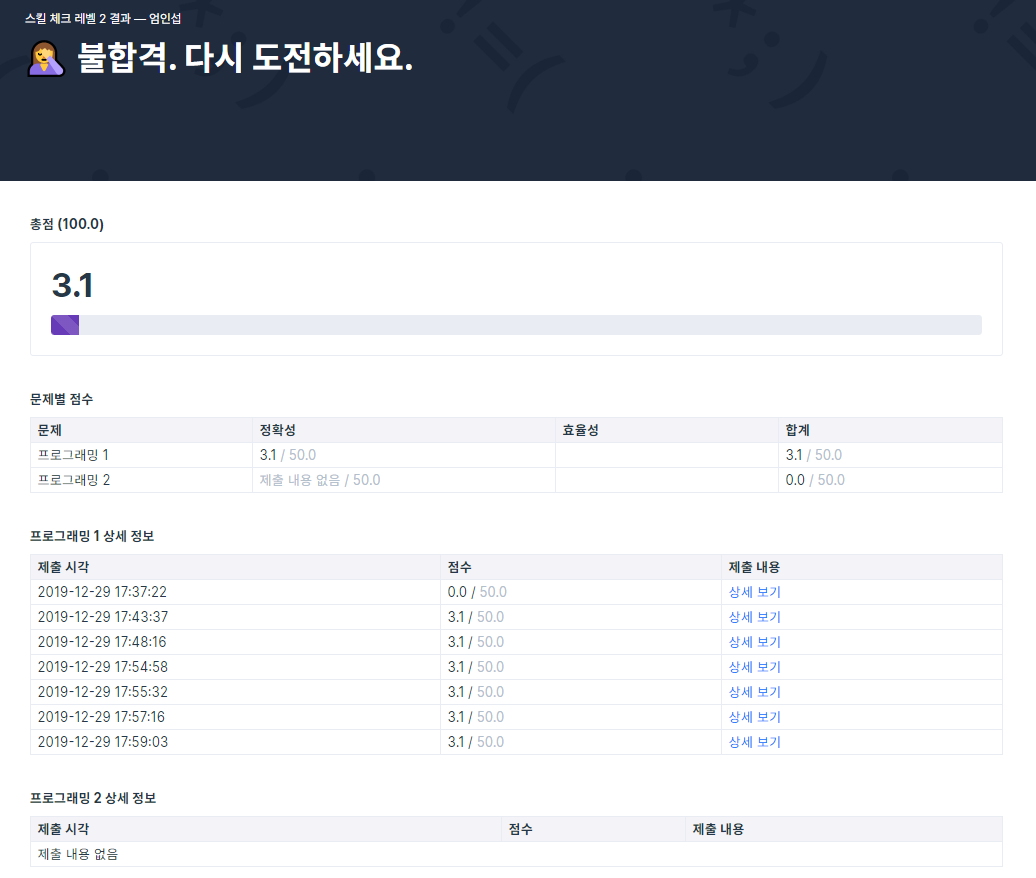 스킬 체크 레벨 2 결과 — 엄인섭
불합격. 다시 도전하세요.
총점 (100.0)
3.1
문제별 점수
문제 정확성 효율성 합계
프로그래밍 1 3.1 / 50.0 3.1 / 50.0
프로그래밍 2 제출 내용 없음 / 50.0 0.0 / 50.0
프로그래밍 1 상세 정보
제출 시각 점수 제출 내용
2019-12-29 17:37:22 0.0 / 50.0 상세 보기
2019-12-29 17:43:37 3.1 / 50.0 상세 보기
2019-12-29 17:48:16 3.1 / 50.0 상세 보기
2019-12-29 17:54:58 3.1 / 50.0 상세 보기
2019-12-29 17:55:32 3.1 / 50.0 상세 보기
2019-12-29 17:57:16 3.1 / 50.0 상세 보기
2019-12-29 17:59:03 3.1 / 50.0 상세 보기
프로그래밍 2 상세 정보
제출 시각 점수 제출 내용
제출 내용 없음